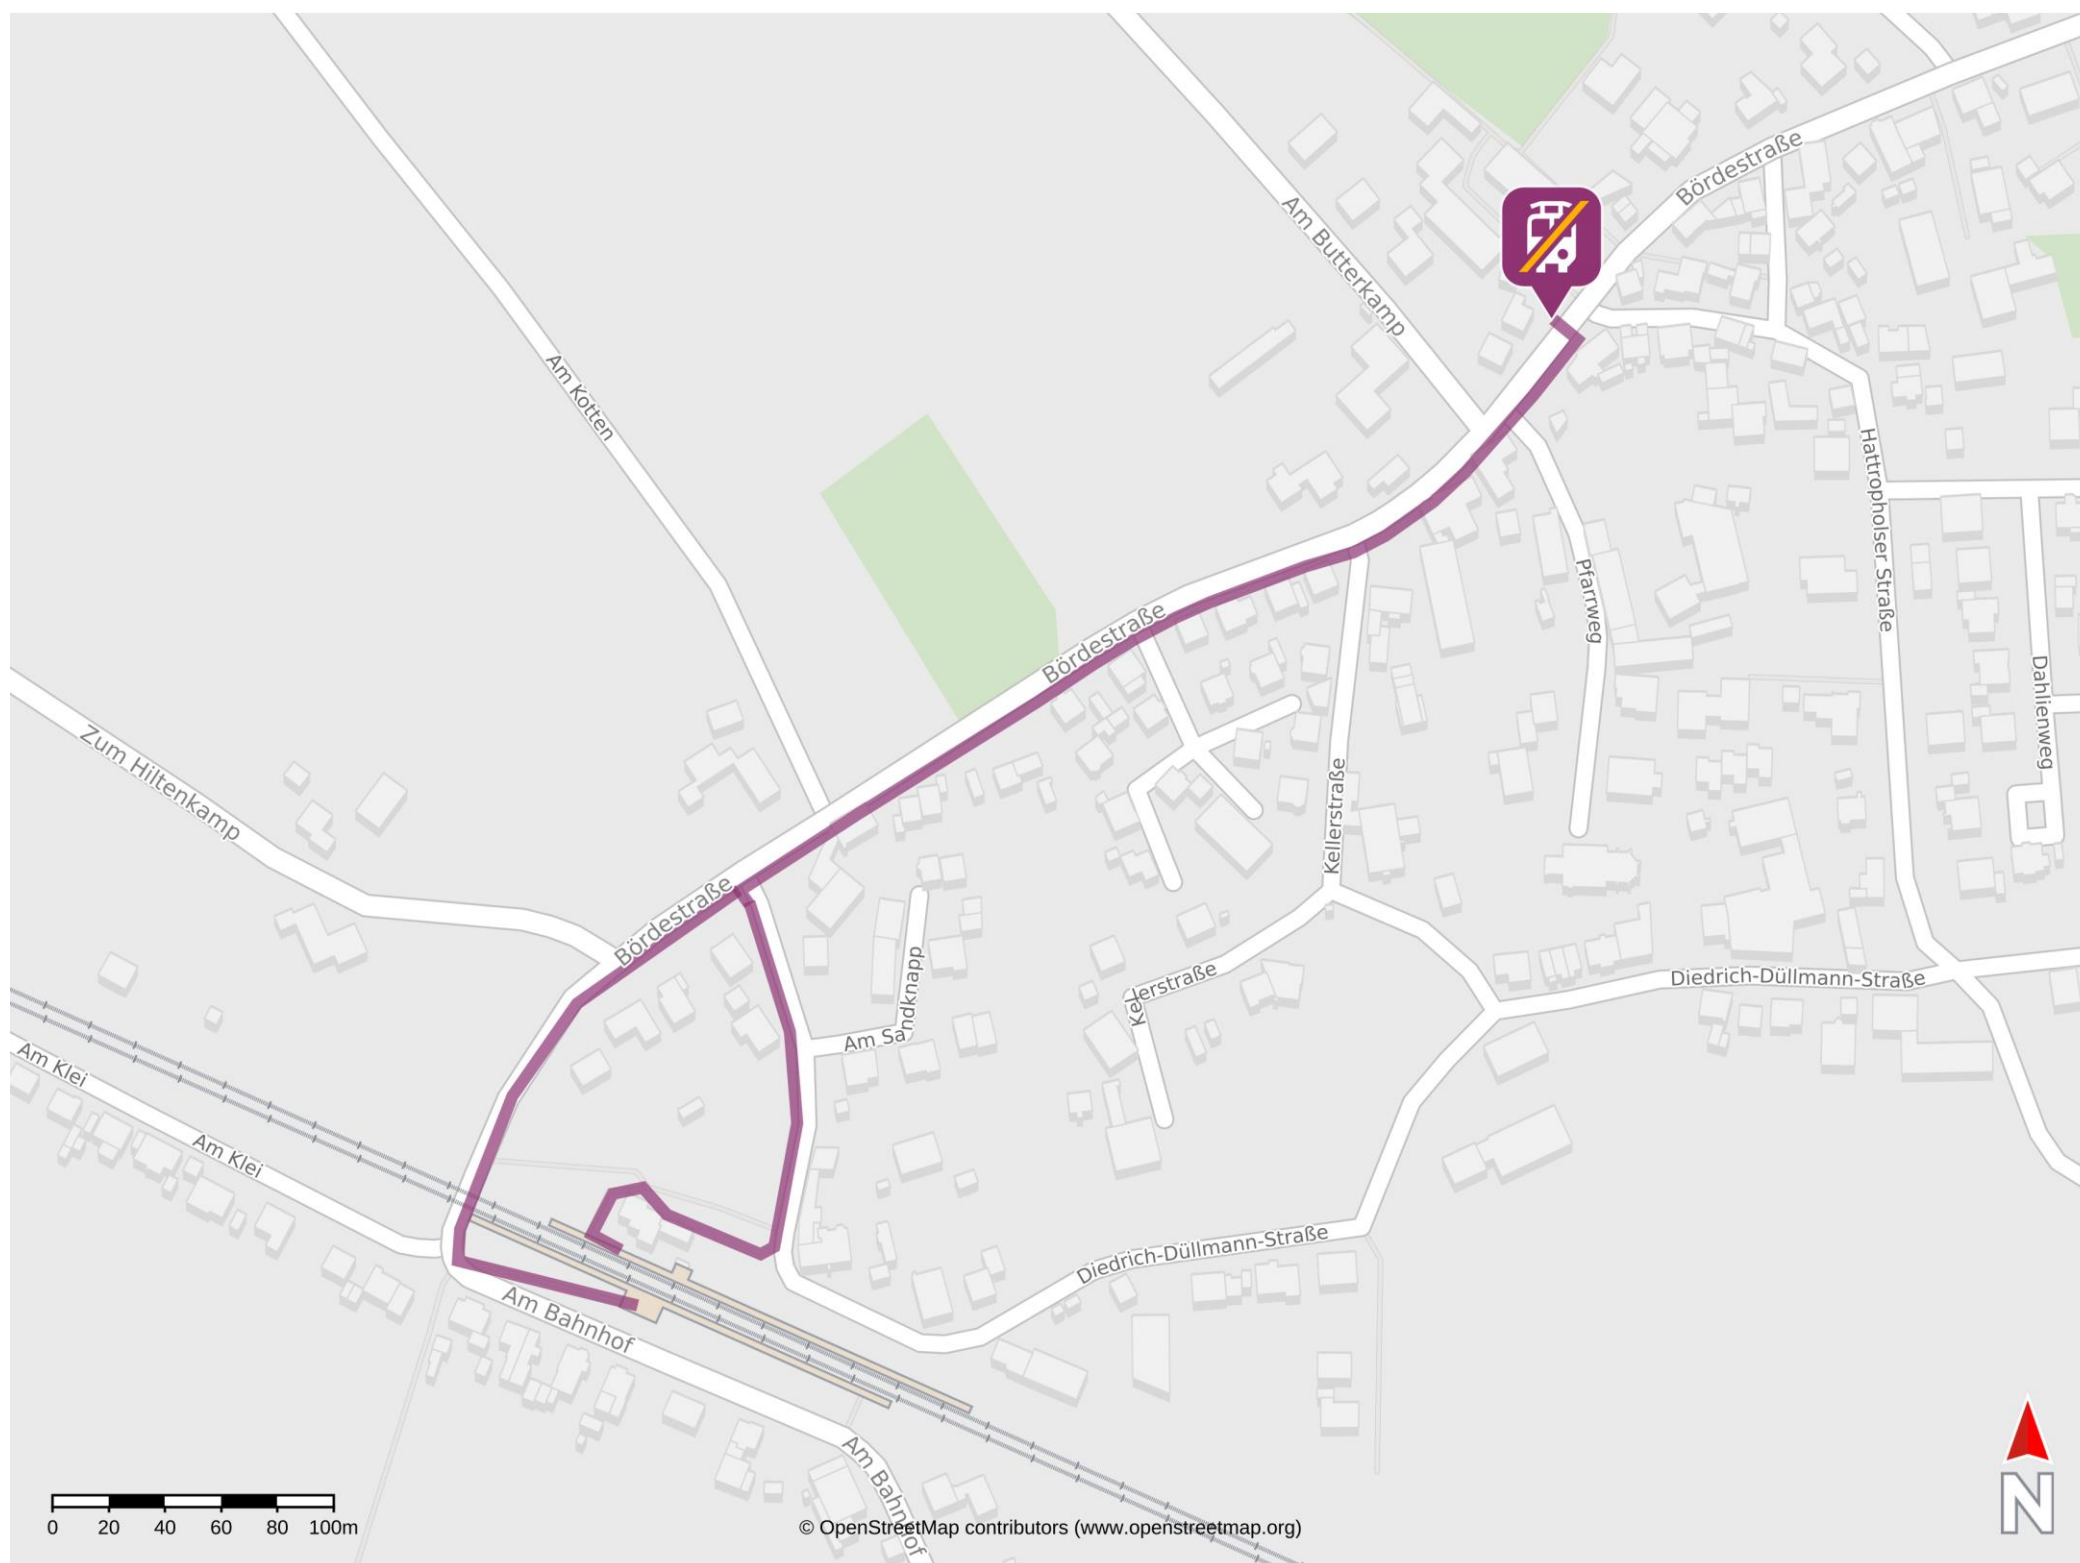 Bördestraße
Am Butterkamp
Am Kotten
Hattropholser Straße
Pfarrweg
Bördestraße
Dahlienweg
Zum Hiltenkamp
Kellerstraße
Bördestraße
Am Sandknapp
Kellerstraße
Diedrich-Düllmann-Straße
Am Klei
Am Klei
Diedrich-Düllmann-Straße
Am Bahnhof
Am Bahnhof
N
0 20 40 60 80 100m
© OpenStreetMap contributors (www.openstreetmap.org)